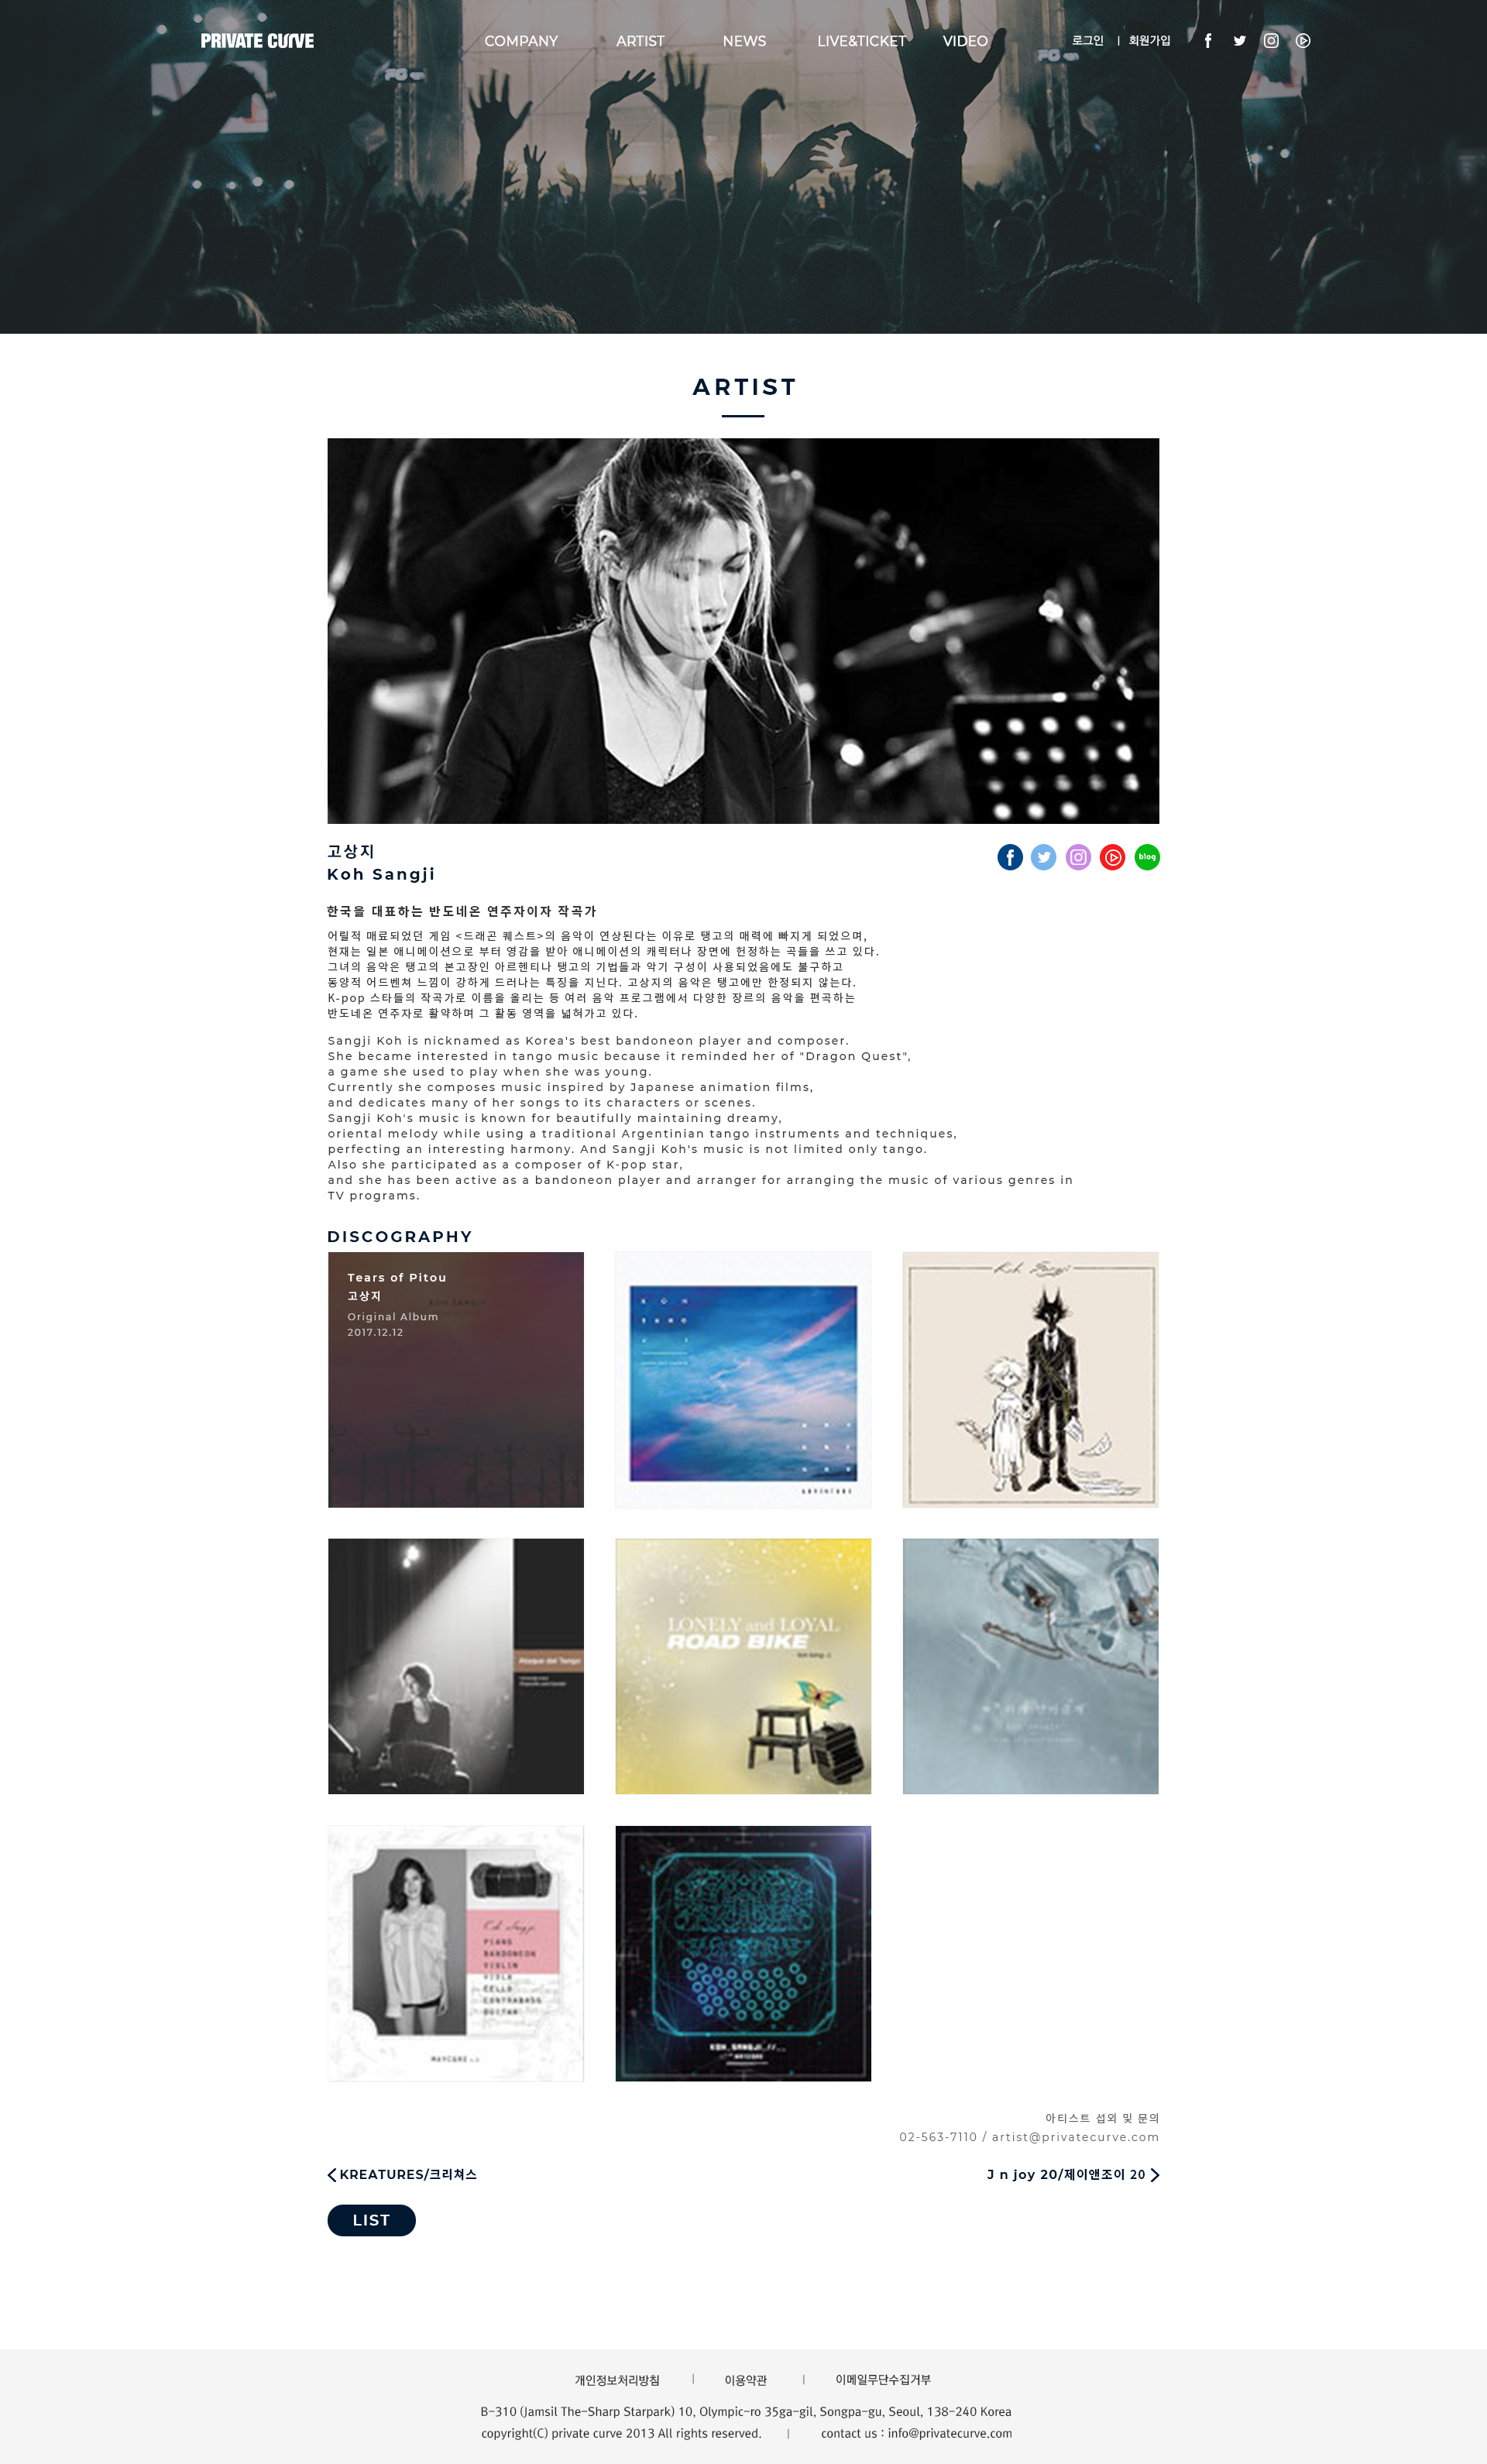 PRIVATE CURVE
COMPANY
ARTIST
NEWS
LIVE&TICKET
VIDEO
로그인 | 회원가입
ARTIST
고상지
Koh Sangji
blog
한국을 대표하는 반도네온 연주자이자 작곡가
어릴적 매료되었던 게임 <드래곤 퀘스트>의 음악이 연상된다는 이유로 탱고의 매력에 빠지게 되었으며,
현재는 일본 애니메이션으로 부터 영감을 받아 애니메이션의 캐릭터나 장면에 헌정하는 곡들을 쓰고 있다.
그녀의 음악은 탱고의 본고장인 아르헨티나 탱고의 기법들과 악기 구성이 사용되었음에도 불구하고
동양적 어드벤쳐 느낌이 강하게 드러나는 특징을 지닌다. 고상지의 음악은 탱고에만 한정되지 않는다.
K-pop 스타들의 작곡가로 이름을 올리는 등 여러 음악 프로그램에서 다양한 장르의 음악을 편곡하는
반도네온 연주자로 활약하며 그 활동 영역을 넓혀가고 있다.
Sangji Koh is nicknamed as Korea's best bandoneon player and composer.
She became interested in tango music because it reminded her of "Dragon Quest",
a game she used to play when she was young.
Currently she composes music inspired by Japanese animation films,
and dedicates many of her songs to its characters or scenes.
Sangji Koh's music is known for beautifully maintaining dreamy,
oriental melody while using a traditional Argentinian tango instruments and techniques,
perfecting an interesting harmony. And Sangji Koh's music is not limited only tango.
Also she participated as a composer of K-pop star,
and she has been active as a bandoneon player and arranger for arranging the music of various genres in
TV programs.
DISCOGRAPHY
Tears of Pitou
고상지
KOH SANGJI
Original Album
2017.12.12
Koh Sangji
Ataque del Tango
LONELY and LOYAL
ROAD BIKE
Koh Sangji
PIANO
BANDONEON
VIOLIN
VIOLA
CELLO
CONTRABASS
GUITAR
MAYCGRE 1.0
KOH SANGJI
아티스트 섭외 및 문의
02-563-7110 / artist@privatecurve.com
KREATURES/크리쳐스
J n joy 20/제이앤조이 20
LIST
개인정보처리방침 | 이용약관 | 이메일무단수집거부
B-310 (Jamsil The-Sharp Starpark) 10, Olympic-ro 35ga-gil, Songpa-gu, Seoul, 138-240 Korea
copyright(C) private curve 2013 All rights reserved. | contact us : info@privatecurve.com